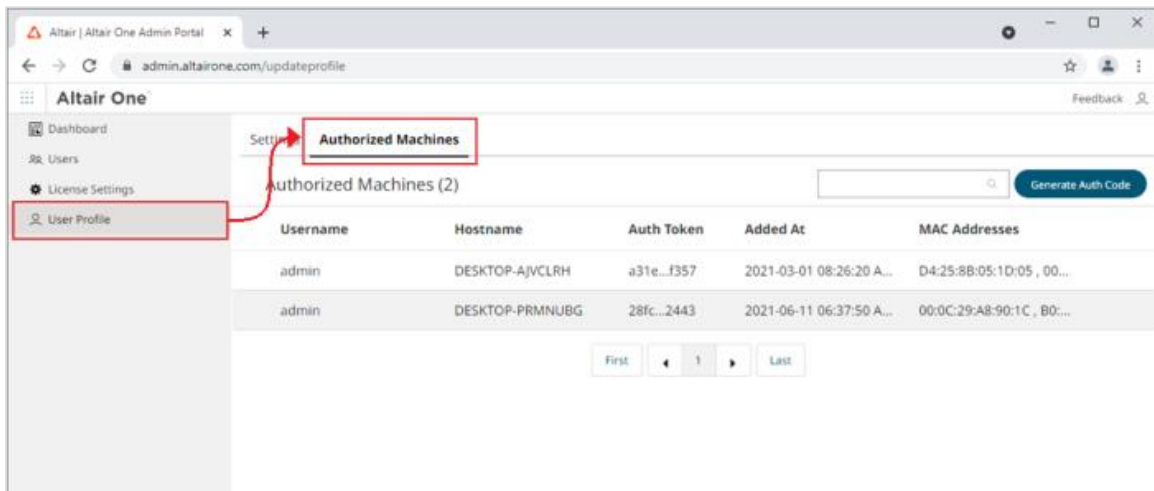 Altair | Altair One Admin Portal
admin.altairone.com/updateprofile
Altair One
Feedback
Dashboard
Users
License Settings
User Profile
Authorized Machines
Authorized Machines (2)
Generate Auth Code
Username Hostname Auth Token Added At MAC Addresses
admin DESKTOP-AJVCLRH a31e...f357 2021-03-01 08:26:20 A... D4:25:8B:05:1D:05 , 00...
admin DESKTOP-PRMNUBG 28fc...2443 2021-06-11 06:37:50 A... 00:0C:29:A8:90:1C , B0:...
First 1 Last